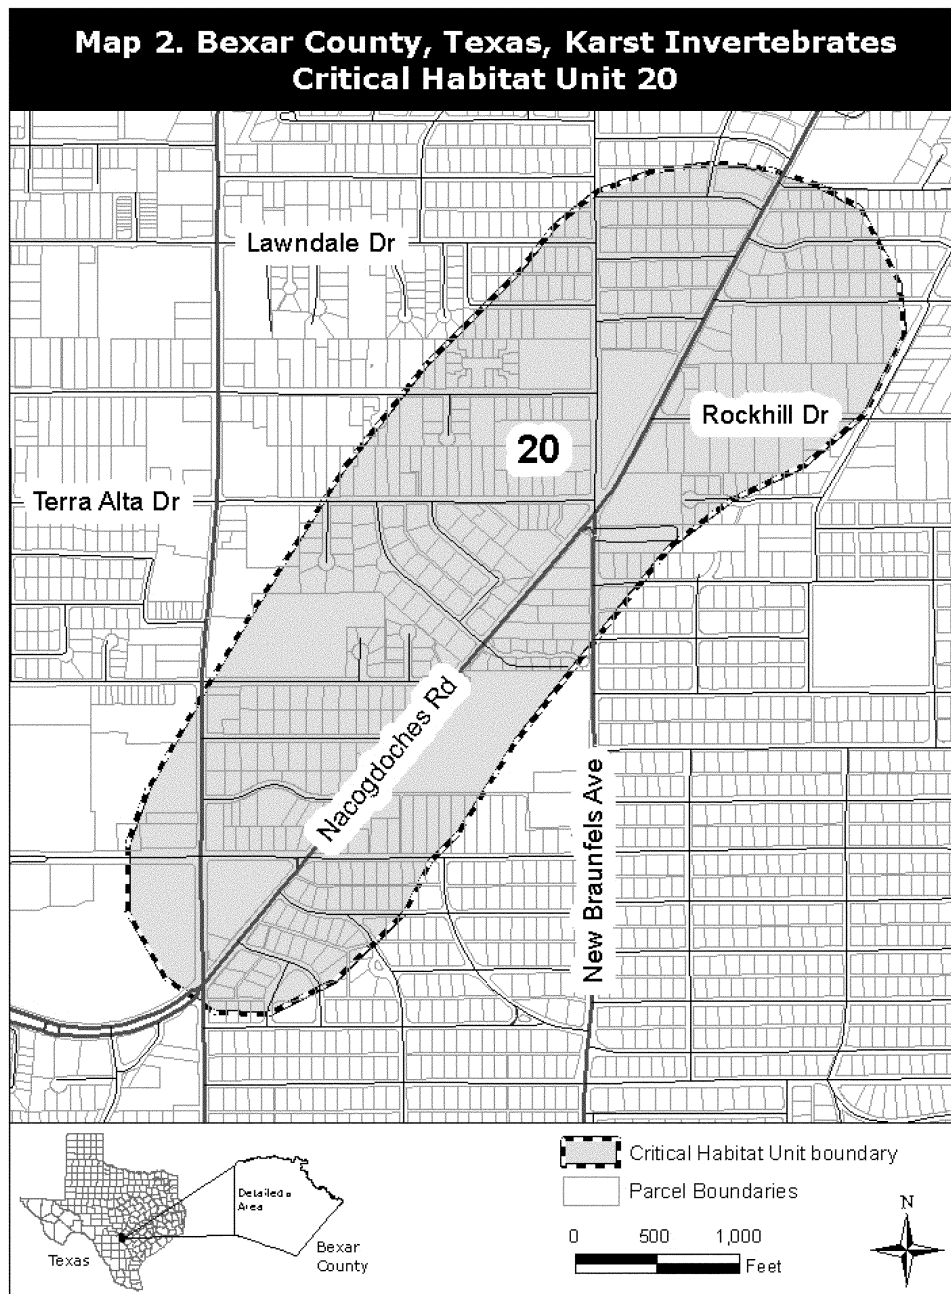 Map 2. Bexar County, Texas, Karst Invertebrates
Critical Habitat Unit 20
Lawndale Dr
Rockhill Dr
20
Terra Alta Dr
Nacogdoches Rd
New Braunfels Ave
Critical Habitat Unit boundary
Parcel Boundaries
0 500 1,000
Feet
N
Detailed
Area
Texas
Bexar
County